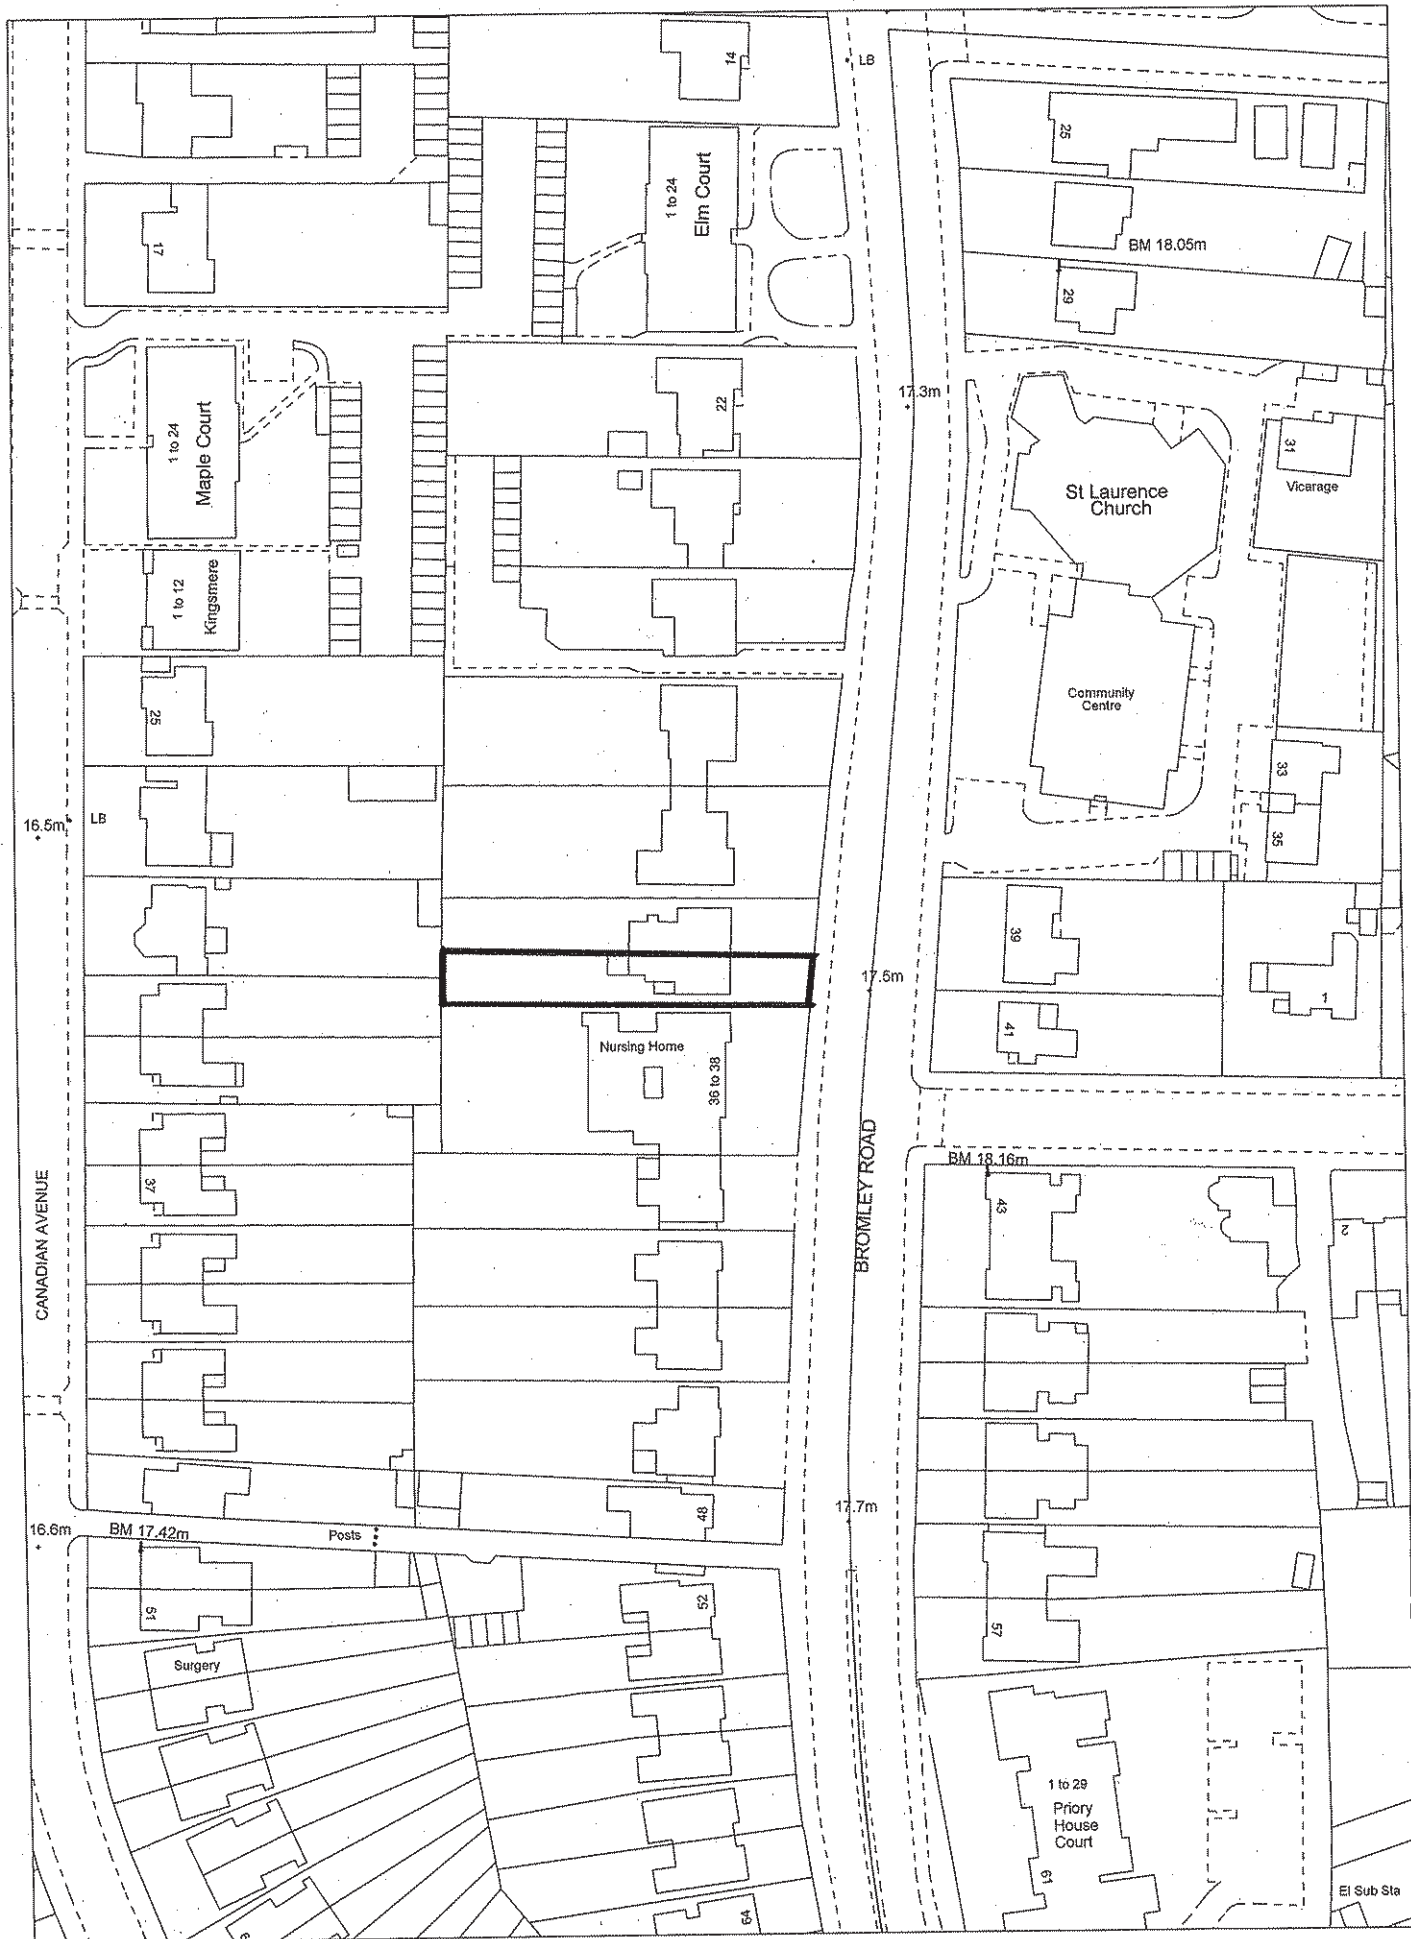 14
LB
25
1 to 24
Elm Court
17
BM 18.05m
29
22
17.3m
1 to 24
Maple Court
31
Vicarage
St Laurence
Church
1 to 12
Kingsmere
25
Community
Centre
33
35
16.5m
LB
39
17.5m
1
41
Nursing Home
36 to 38
BROMLEY ROAD
BM 18.16m
37
CANADIAN AVENUE
43
2
48
17.7m
16.6m
BM 17.42m
Posts
51
52
57
Surgery
1 to 29
Priory
House
Court
61
64
El Sub Sta